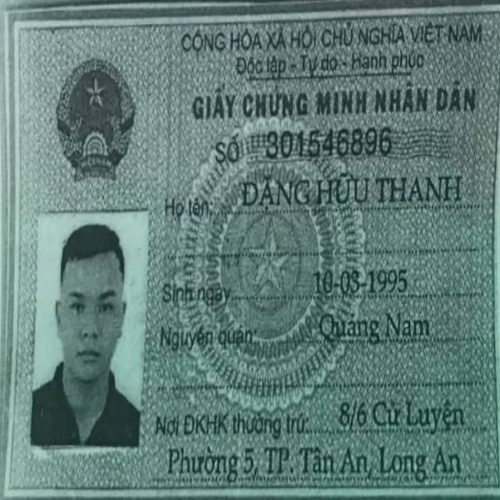 CỘNG HÒA XÃ HỘI CHỦ NGHĨA VIỆT NAM
Độc lập - Tự do - Hạnh phúc
GIẤY CHỨNG MINH NHÂN DÂN
SỐ 301546896
Họ tên: ĐẶNG HỮU THANH
Sinh ngày 10-03-1995
Nguyên quán Quảng Nam
Nơi ĐKHK thường trú: 8/6 Cử Luyện
Phường 5, TP. Tân An, Long An